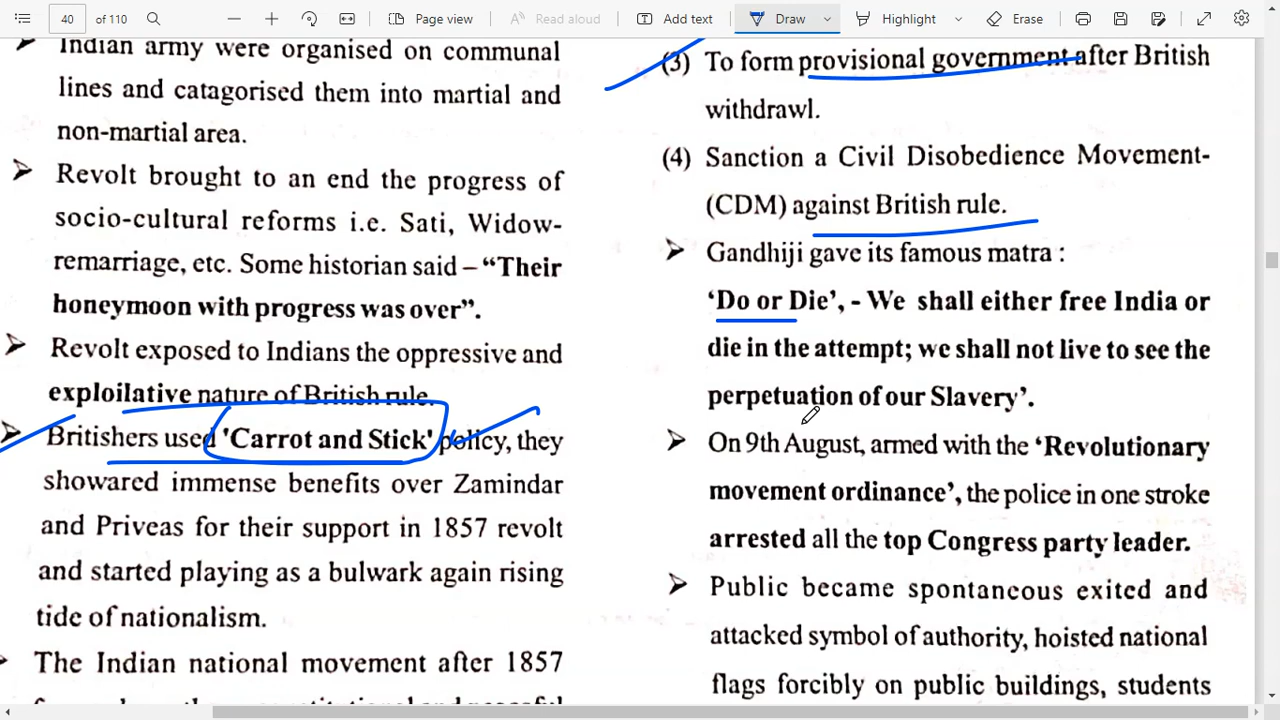 40 of 110
Page view
Read aloud
Add text
Draw
Highlight
Erase
Indian army were organised on communal
lines and catagorised them into martial and
non-martial area.
Revolt brought to an end the progress of
socio-cultural reforms i.e. Sati, Widow-
remarriage, etc. Some historian said – “Their
honeymoon with progress was over”.
Revolt exposed to Indians the oppressive and
exploilative nature of British rule.
Britishers used 'Carrot and Stick' policy, they
showared immense benefits over Zamindar
and Priveas for their support in 1857 revolt
and started playing as a bulwark again rising
tide of nationalism.
The Indian national movement after 1857
(3) To form provisional government after British
withdrawl.
(4) Sanction a Civil Disobedience Movement-
(CDM) against British rule.
Gandhiji gave its famous matra :
‘Do or Die’, - We shall either free India or
die in the attempt; we shall not live to see the
perpetuation of our Slavery’.
On 9th August, armed with the ‘Revolutionary
movement ordinance’, the police in one stroke
arrested all the top Congress party leader.
Public became spontaneous exited and
attacked symbol of authority, hoisted national
flags forcibly on public buildings, students